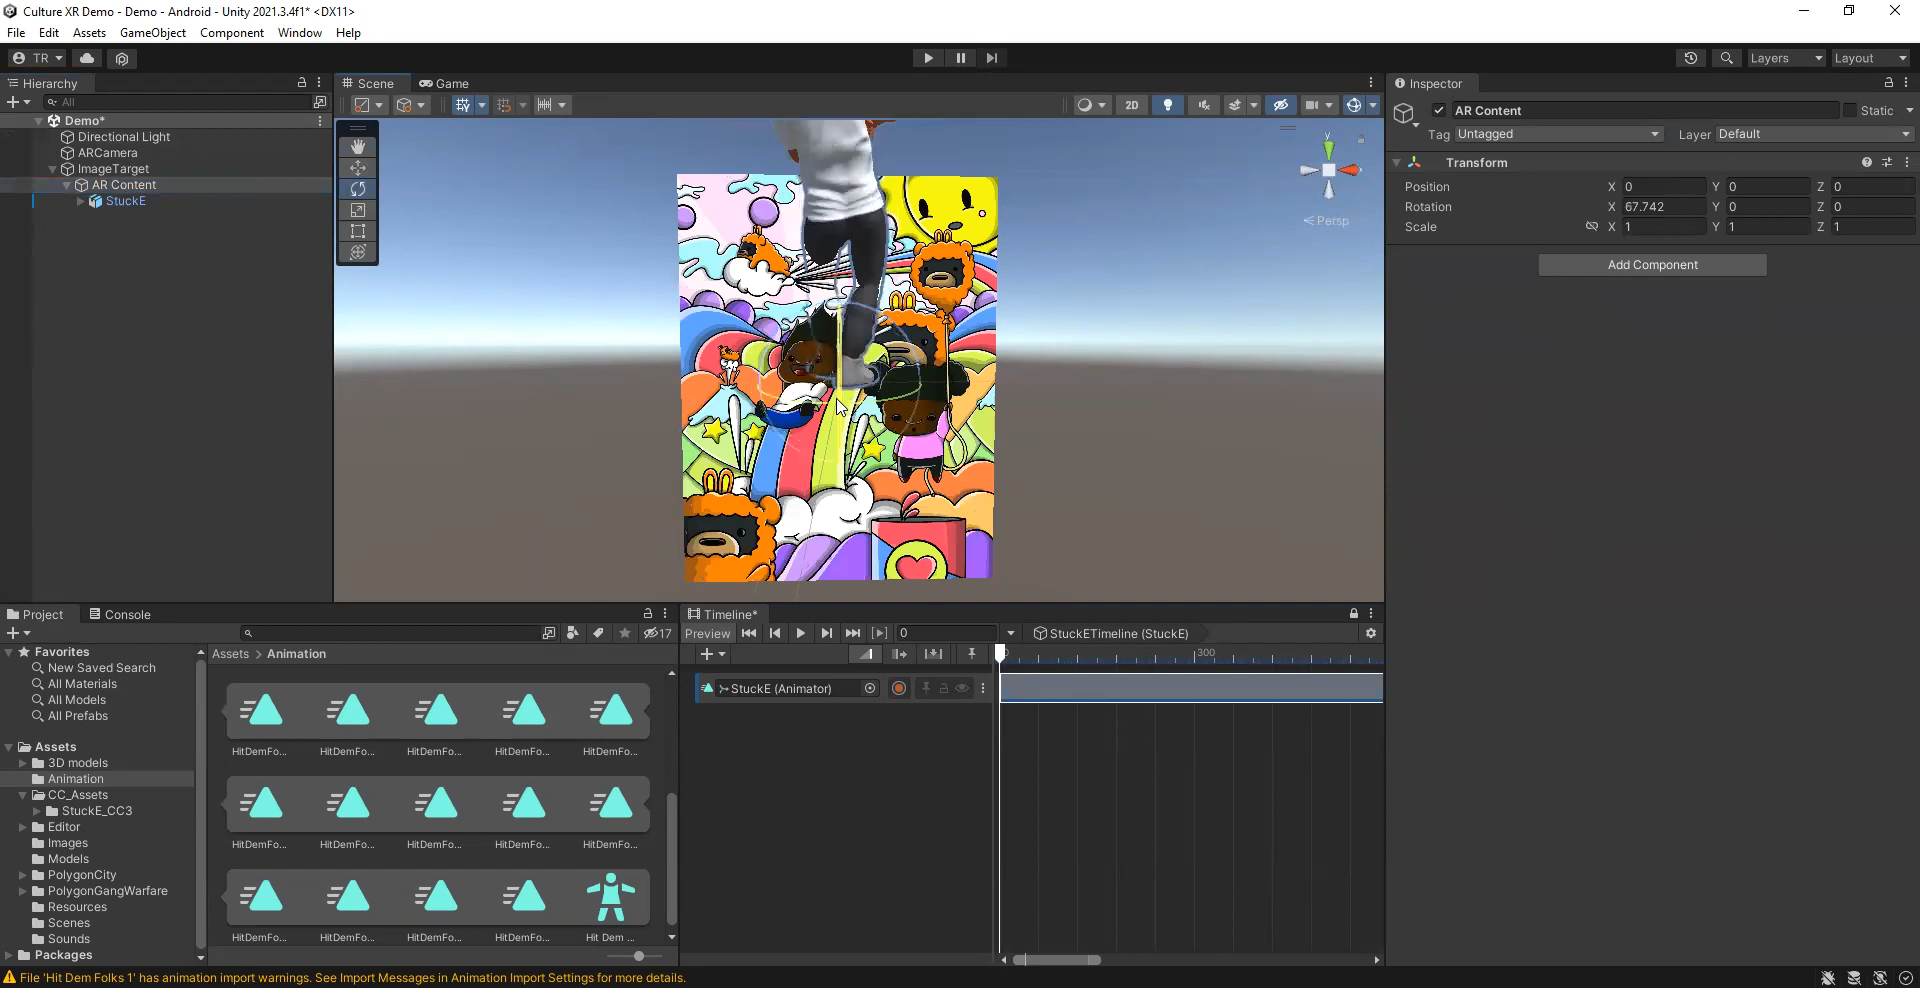 Culture XR Demo - Demo - Android - Unity 2021.3.4f1* <DX11>
File Edit Assets GameObject Component Window Help
TR Layers Layout
Hierarchy
All
Demo*
Directional Light
ARCamera
ImageTarget
AR Content
StuckE
Scene Game
2D
y
Persp
Inspector
AR Content Static
Tag Untagged Layer Default
Transform
Position X 0 Y 0 Z 0
Rotation X 67.742 Y 0 Z 0
Scale X 1 Y 1 Z 1
Add Component
Project Console
17
Favorites
New Saved Search
All Materials
All Models
All Prefabs
Assets
3D models
Animation
CC_Assets
StuckE_CC3
Editor
Images
Models
PolygonCity
PolygonGangWarfare
Resources
Scenes
Sounds
Packages
Assets > Animation
HitDemFo... HitDemFo... HitDemFo... HitDemFo... HitDemFo...
HitDemFo... HitDemFo... HitDemFo... HitDemFo... HitDemFo...
HitDemFo... HitDemFo... HitDemFo... HitDemFo... Hit Dem ...
Timeline*
Preview 0 StuckETimeline (StuckE)
300
StuckE (Animator)
File 'Hit Dem Folks 1' has animation import warnings. See Import Messages in Animation Import Settings for more details.